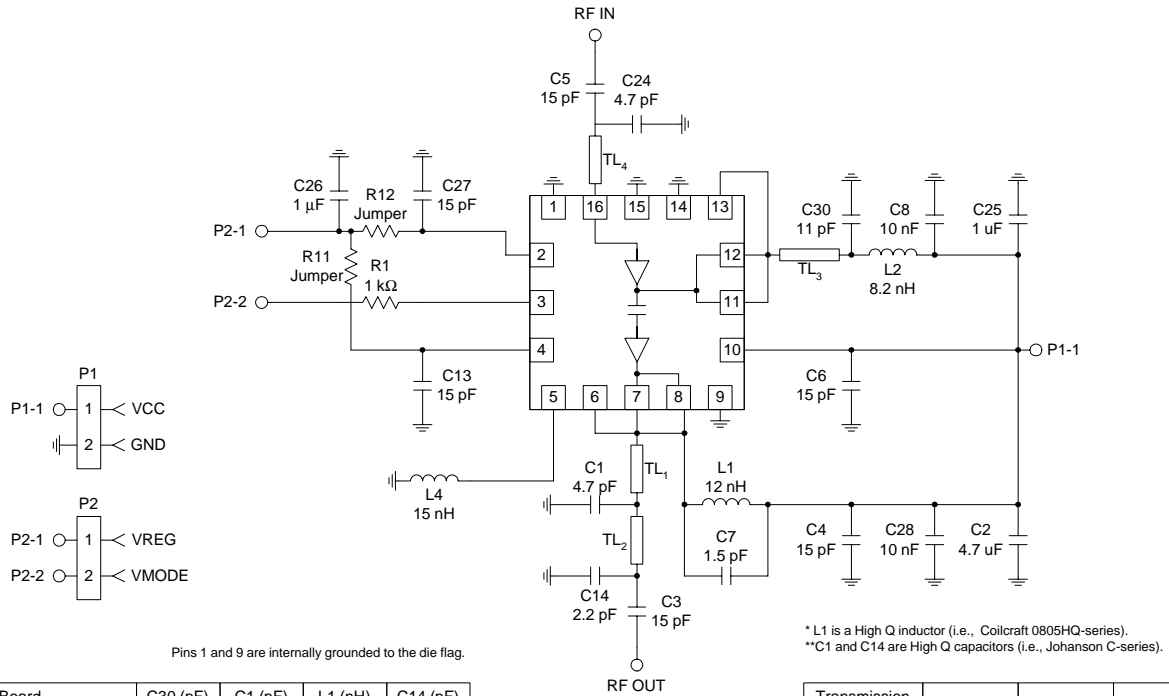 RF IN
C5
15 pF
C24
4.7 pF
TL4
C26
1 µF
R12
Jumper
C27
15 pF
P2-1
R11
Jumper
R1
1 kΩ
P2-2
C13
15 pF
1
16
15
14
13
2
12
3
11
4
10
5
6
7
8
9
C30
11 pF
C8
10 nF
C25
1 uF
TL3
L2
8.2 nH
P1-1
C6
15 pF
P1
P1-1
1
VCC
2
GND
P2
P2-1
1
VREG
P2-2
2
VMODE
L4
15 nH
C1
4.7 pF
TL1
L1
12 nH
TL2
C7
1.5 pF
C4
15 pF
C28
10 nF
C2
4.7 uF
C14
2.2 pF
C3
15 pF
RF OUT
Pins 1 and 9 are internally grounded to the die flag.
* L1 is a High Q inductor (i.e., Coilcraft 0805HQ-series).
**C1 and C14 are High Q capacitors (i.e., Johanson C-series).
Board C30 (pF) C1 (pF) L1 (nH) C14 (pF)
Transmission